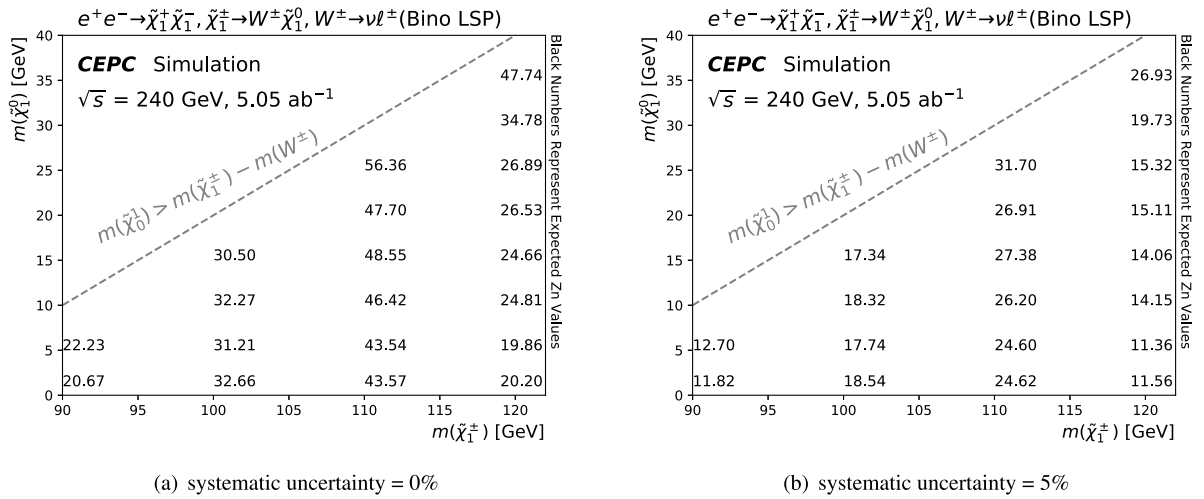 e⁺e⁻→χ̃₁⁺χ̃₁⁻, χ̃₁^±→W^±χ̃₁⁰, W^±→νℓ^±(Bino LSP)
m(χ̃₁⁰) [GeV]
40
35
30
25
20
15
10
5
0
CEPC Simulation
√s = 240 GeV, 5.05 ab⁻¹
m(χ̃₀¹) > m(χ̃₁^±) − m(W^±)
47.74
34.78
56.36 26.89
47.70 26.53
30.50 48.55 24.66
32.27 46.42 24.81
22.23 31.21 43.54 19.86
20.67 32.66 43.57 20.20
90 95 100 105 110 115 120
m(χ̃₁^±) [GeV]
Black Numbers Represent Expected Zn Values
(a) systematic uncertainty = 0%
e⁺e⁻→χ̃₁⁺χ̃₁⁻, χ̃₁^±→W^±χ̃₁⁰, W^±→νℓ^±(Bino LSP)
m(χ̃₁⁰) [GeV]
40
35
30
25
20
15
10
5
0
CEPC Simulation
√s = 240 GeV, 5.05 ab⁻¹
m(χ̃₀¹) > m(χ̃₁^±) − m(W^±)
26.93
19.73
31.70 15.32
26.91 15.11
17.34 27.38 14.06
18.32 26.20 14.15
12.70 17.74 24.60 11.36
11.82 18.54 24.62 11.56
90 95 100 105 110 115 120
m(χ̃₁^±) [GeV]
Black Numbers Represent Expected Zn Values
(b) systematic uncertainty = 5%